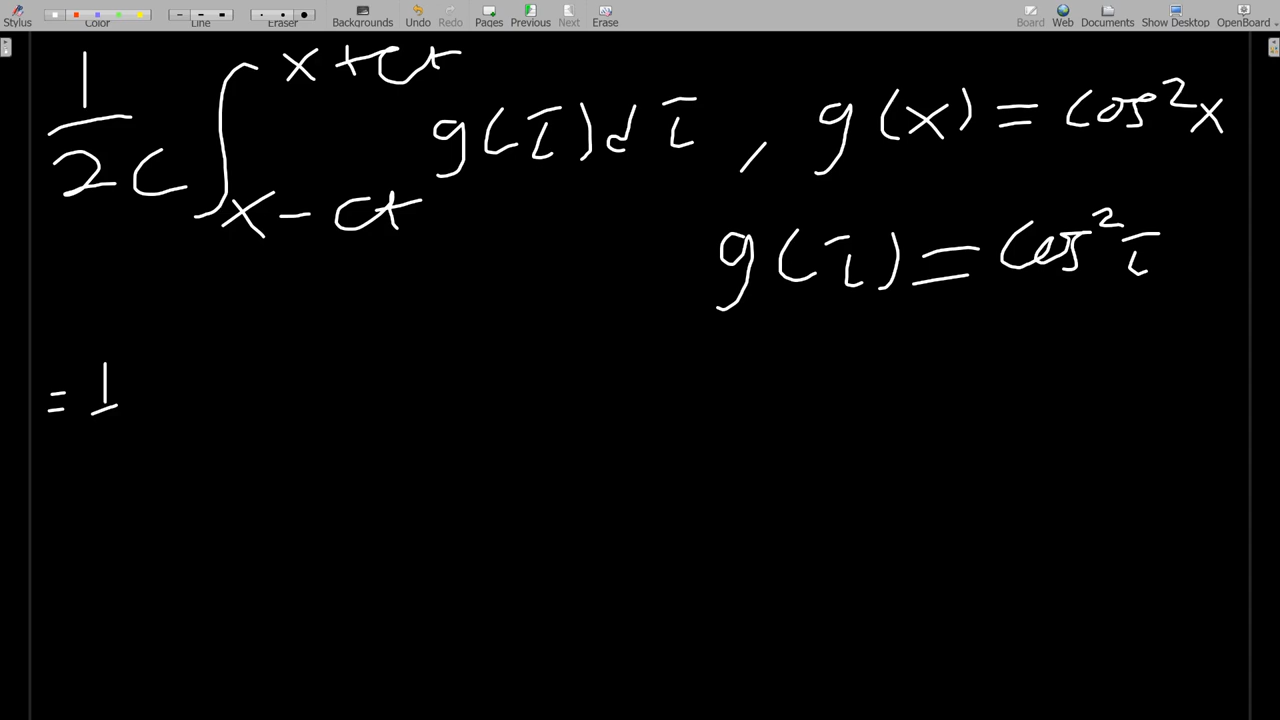 Stylus Color Line Eraser Backgrounds Undo Redo Pages Previous Next Erase Board Web Documents Show Desktop OpenBoard
1/2c ∫_{x-ct}^{x+ct} g(τ)dτ, g(x) = cos²x
g(τ) = cos²τ
= 1